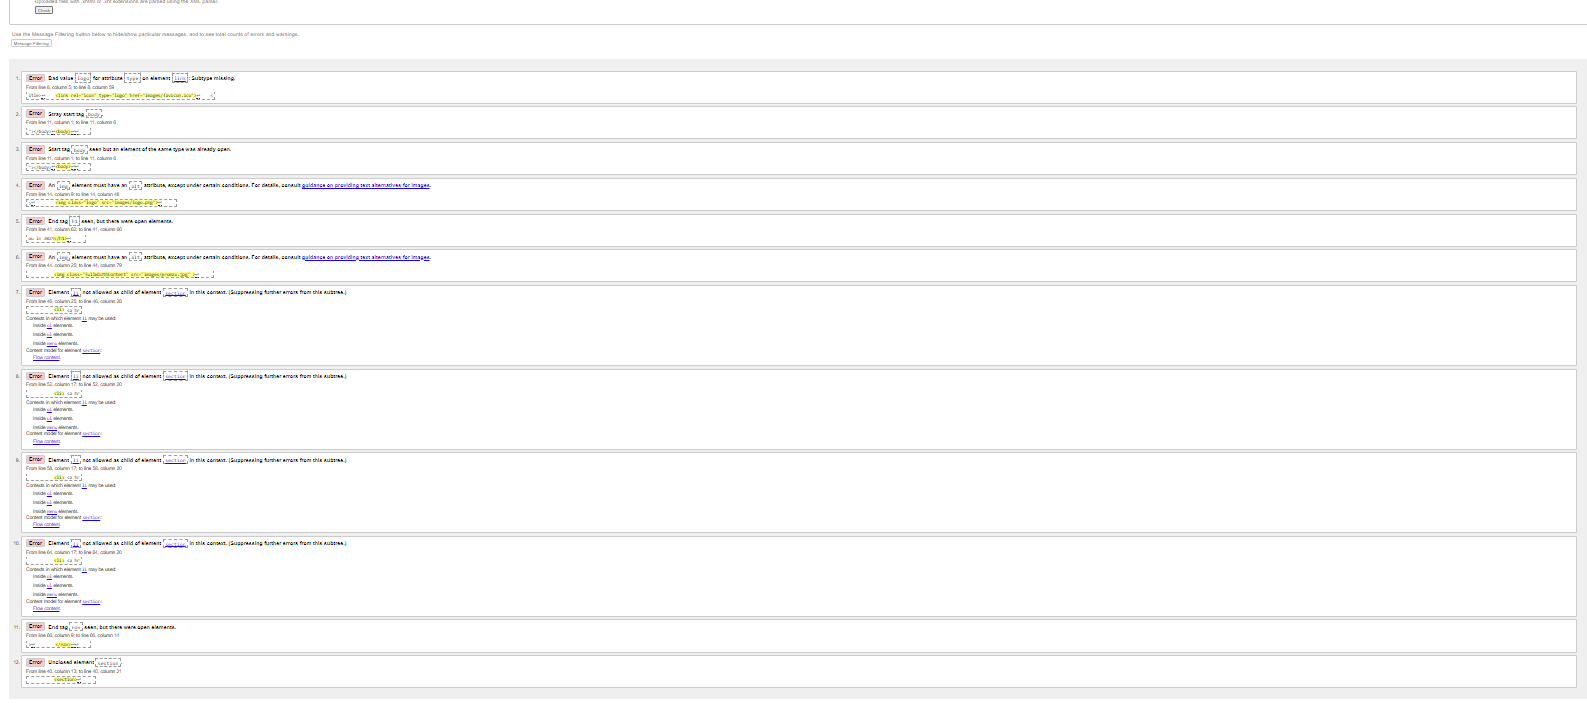 Uploaded files with .xhtml or .xht extensions are parsed using the XML parser.
Check
Use the Message Filtering button below to hide/show particular messages, and to see total counts of errors and warnings.
Message Filtering
1. Error Bad value logo for attribute type on element link: Subtype missing.
From line 8, column 5; to line 8, column 59
itle>↩ <link rel="icon" type="logo" href="images/favicon.ico">↩ <
2. Error Stray start tag body.
From line 11, column 1; to line 11, column 6
"></body>↩<body>↩
3. Error Start tag body seen but an element of the same type was already open.
From line 11, column 1; to line 11, column 6
"></body>↩<body>↩
4. Error An img element must have an alt attribute, except under certain conditions. For details, consult guidance on providing text alternatives for images.
From line 14, column 9; to line 14, column 48
<img class="logo" src="images/logo.png">↩
5. Error End tag h1 seen, but there were open elements.
From line 41, column 62; to line 41, column 66
ou in 2021</h1>↩
6. Error An img element must have an alt attribute, except under certain conditions. For details, consult guidance on providing text alternatives for images.
From line 44, column 25; to line 44, column 79
7. Error Element li not allowed as child of element section in this context. (Suppressing further errors from this subtree.)
From line 46, column 25; to line 46, column 28
<li> <a hr
Contexts in which element li may be used:
Inside ol elements.
Inside ul elements.
Inside menu elements.
Content model for element section:
Flow content.
8. Error Element li not allowed as child of element section in this context. (Suppressing further errors from this subtree.)
From line 52, column 17; to line 52, column 20
<li> <a hr
Contexts in which element li may be used:
Inside ol elements.
Inside ul elements.
Inside menu elements.
Content model for element section:
Flow content.
9. Error Element li not allowed as child of element section in this context. (Suppressing further errors from this subtree.)
From line 58, column 17; to line 58, column 20
<li> <a hr
Contexts in which element li may be used:
Inside ol elements.
Inside ul elements.
Inside menu elements.
Content model for element section:
Flow content.
10. Error Element li not allowed as child of element section in this context. (Suppressing further errors from this subtree.)
From line 64, column 17; to line 64, column 20
<li> <a hr
Contexts in which element li may be used:
Inside ol elements.
Inside ul elements.
Inside menu elements.
Content model for element section:
Flow content.
11. Error End tag nav seen, but there were open elements.
From line 66, column 9; to line 66, column 14
</nav>↩
12. Error Unclosed element section.
From line 40, column 13; to line 40, column 21
<section>↩